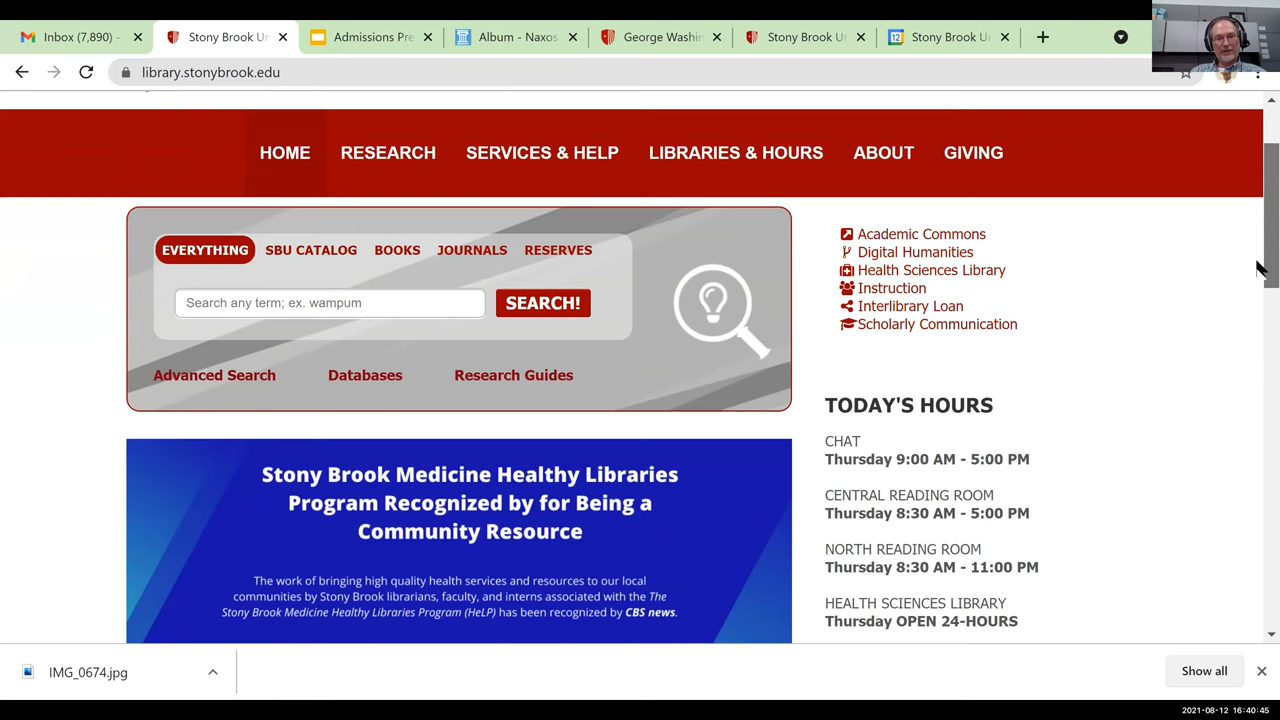 Inbox (7,890) -
Stony Brook Un
Admissions Pre
Album - Naxos
George Washin
Stony Brook U
12
Stony Brook U
library.stonybrook.edu
HOME
RESEARCH
SERVICES & HELP
LIBRARIES & HOURS
ABOUT
GIVING
EVERYTHING
SBU CATALOG
BOOKS
JOURNALS
RESERVES
Search any term; ex. wampum
SEARCH!
Advanced Search
Databases
Research Guides
Academic Commons
Digital Humanities
Health Sciences Library
Instruction
Interlibrary Loan
Scholarly Communication
TODAY'S HOURS
CHAT
Thursday 9:00 AM - 5:00 PM
CENTRAL READING ROOM
Thursday 8:30 AM - 5:00 PM
NORTH READING ROOM
Thursday 8:30 AM - 11:00 PM
HEALTH SCIENCES LIBRARY
Thursday OPEN 24-HOURS
Stony Brook Medicine Healthy Libraries
Program Recognized by for Being a
Community Resource
The work of bringing high quality health services and resources to our local
communities by Stony Brook librarians, faculty, and interns associated with the The
Stony Brook Medicine Healthy Libraries Program (HeLP) has been recognized by CBS news.
IMG_0674.jpg
Show all
2021-08-12 16:40:45